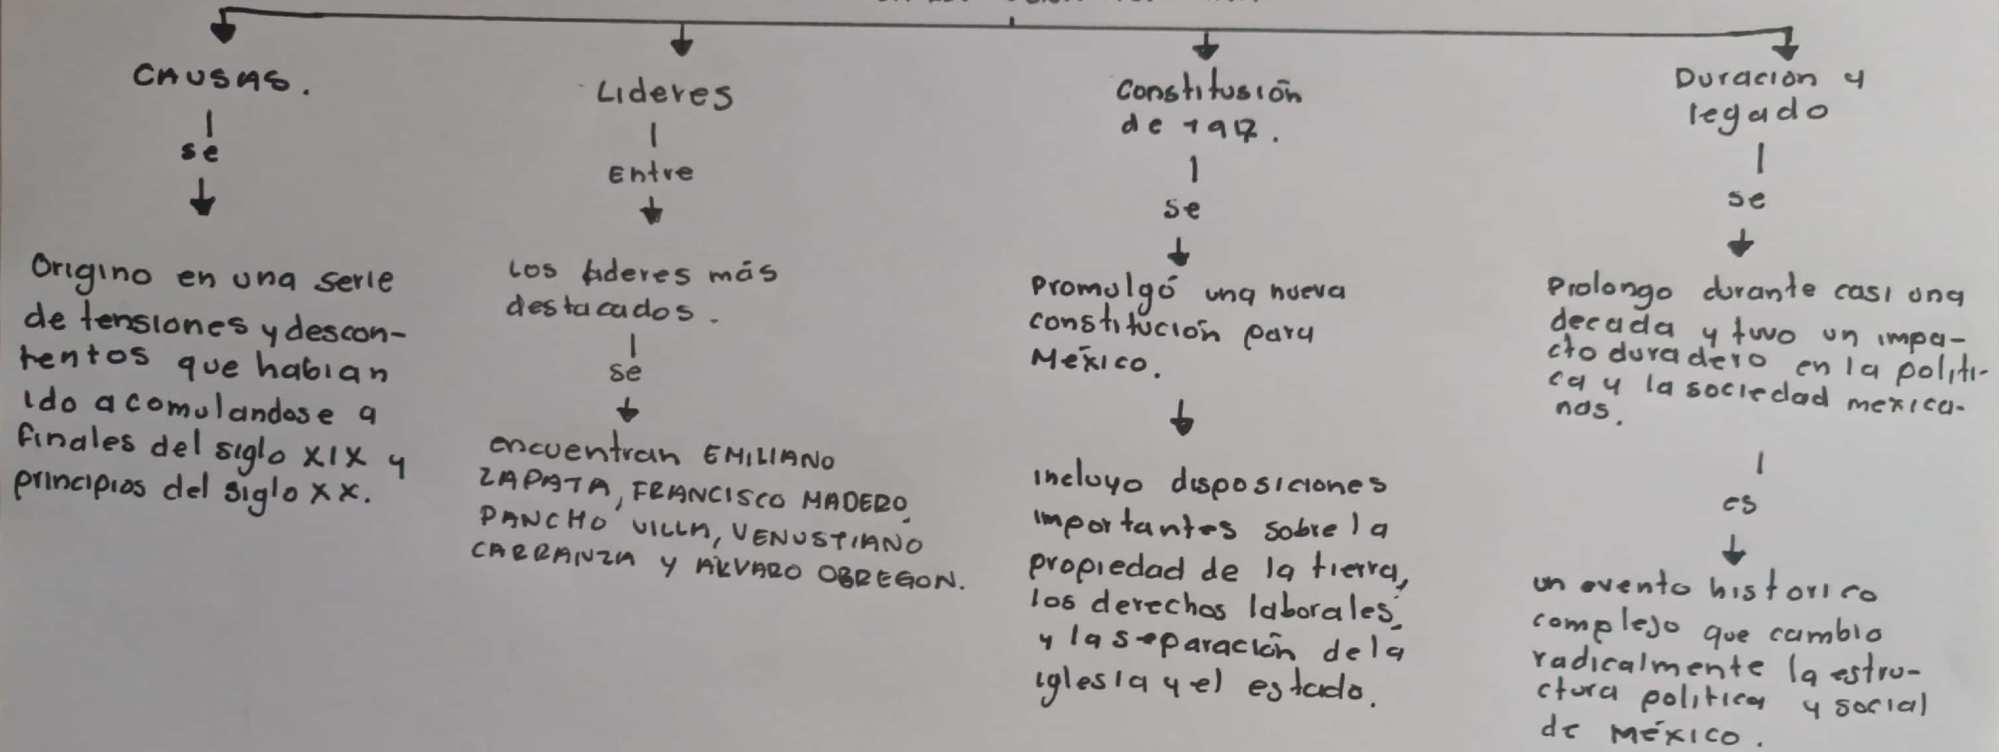 CAUSAS.
se
Origino en una serie
de tensiones y descon-
tentos que habian
ido acomulandose a
finales del siglo XIX y
principios del siglo XX.
Lideres
Entre
Los lideres más
destacados.
se
encuentran EMILIANO
ZAPATA, FRANCISCO MADERO,
PANCHO VILLA, VENUSTIANO
CARRANZA Y ALVARO OBREGON.
Constitusión
de 1917.
se
Promulgó una nueva
constitución para
México.
incluyo disposiciones
importantes sobre la
propiedad de la tierra,
los derechos laborales,
y la separación de la
iglesia y el estado.
Duracion y
legado
se
Prolongo durante casi una
decada y tuvo un impa-
cto duradero en la politi-
ca y la sociedad mexica-
nas.
es
un evento historico
complejo que cambio
radicalmente la estru-
ctura politica y social
de México.